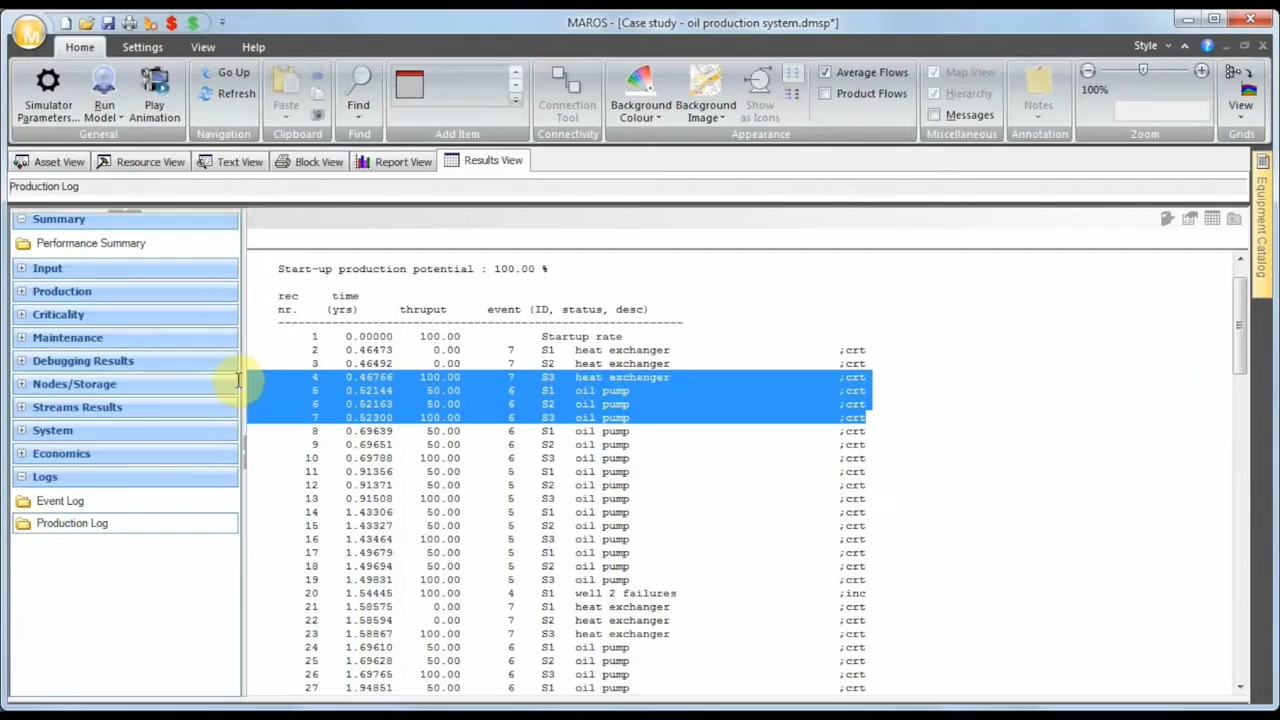 MAROS - [Case study - oil production system.dmsp*]
M
Home Settings View Help Style
Simulator Parameters... Run Model Play Animation General
Go Up Refresh Navigation
Paste Clipboard
Find Find
Add Item
Connection Tool Connectivity
Background Colour Background Image Show as Icons Average Flows Product Flows Appearance
Map View Hierarchy Messages Miscellaneous
Notes Annotation
100% Zoom
View Grids
Asset View Resource View Text View Block View Report View Results View
Production Log
Equipment Catalog
Summary
Performance Summary
Input
Production
Criticality
Maintenance
Debugging Results
Nodes/Storage
Streams Results
System
Economics
Logs
Event Log
Production Log
Start-up production potential : 100.00 %
rec time
nr. (yrs) thruput event (ID, status, desc)
------------------------------------------------------------
1 0.00000 100.00 Startup rate
2 0.46473 0.00 7 S1 heat exchanger ;crt
3 0.46492 0.00 7 S2 heat exchanger ;crt
4 0.46766 100.00 7 S3 heat exchanger ;crt
5 0.52144 50.00 6 S1 oil pump ;crt
6 0.52163 50.00 6 S2 oil pump ;crt
7 0.52300 100.00 6 S3 oil pump ;crt
8 0.69639 50.00 6 S1 oil pump ;crt
9 0.69651 50.00 6 S2 oil pump ;crt
10 0.69788 100.00 6 S3 oil pump ;crt
11 0.91356 50.00 5 S1 oil pump ;crt
12 0.91371 50.00 5 S2 oil pump ;crt
13 0.91508 100.00 5 S3 oil pump ;crt
14 1.43306 50.00 5 S1 oil pump ;crt
15 1.43327 50.00 5 S2 oil pump ;crt
16 1.43464 100.00 5 S3 oil pump ;crt
17 1.49679 50.00 5 S1 oil pump ;crt
18 1.49694 50.00 5 S2 oil pump ;crt
19 1.49831 100.00 5 S3 oil pump ;crt
20 1.54445 100.00 4 S1 well 2 failures ;inc
21 1.58575 0.00 7 S1 heat exchanger ;crt
22 1.58594 0.00 7 S2 heat exchanger ;crt
23 1.58867 100.00 7 S3 heat exchanger ;crt
24 1.69610 50.00 6 S1 oil pump ;crt
25 1.69628 50.00 6 S2 oil pump ;crt
26 1.69765 100.00 6 S3 oil pump ;crt
27 1.94851 50.00 6 S1 oil pump ;crt